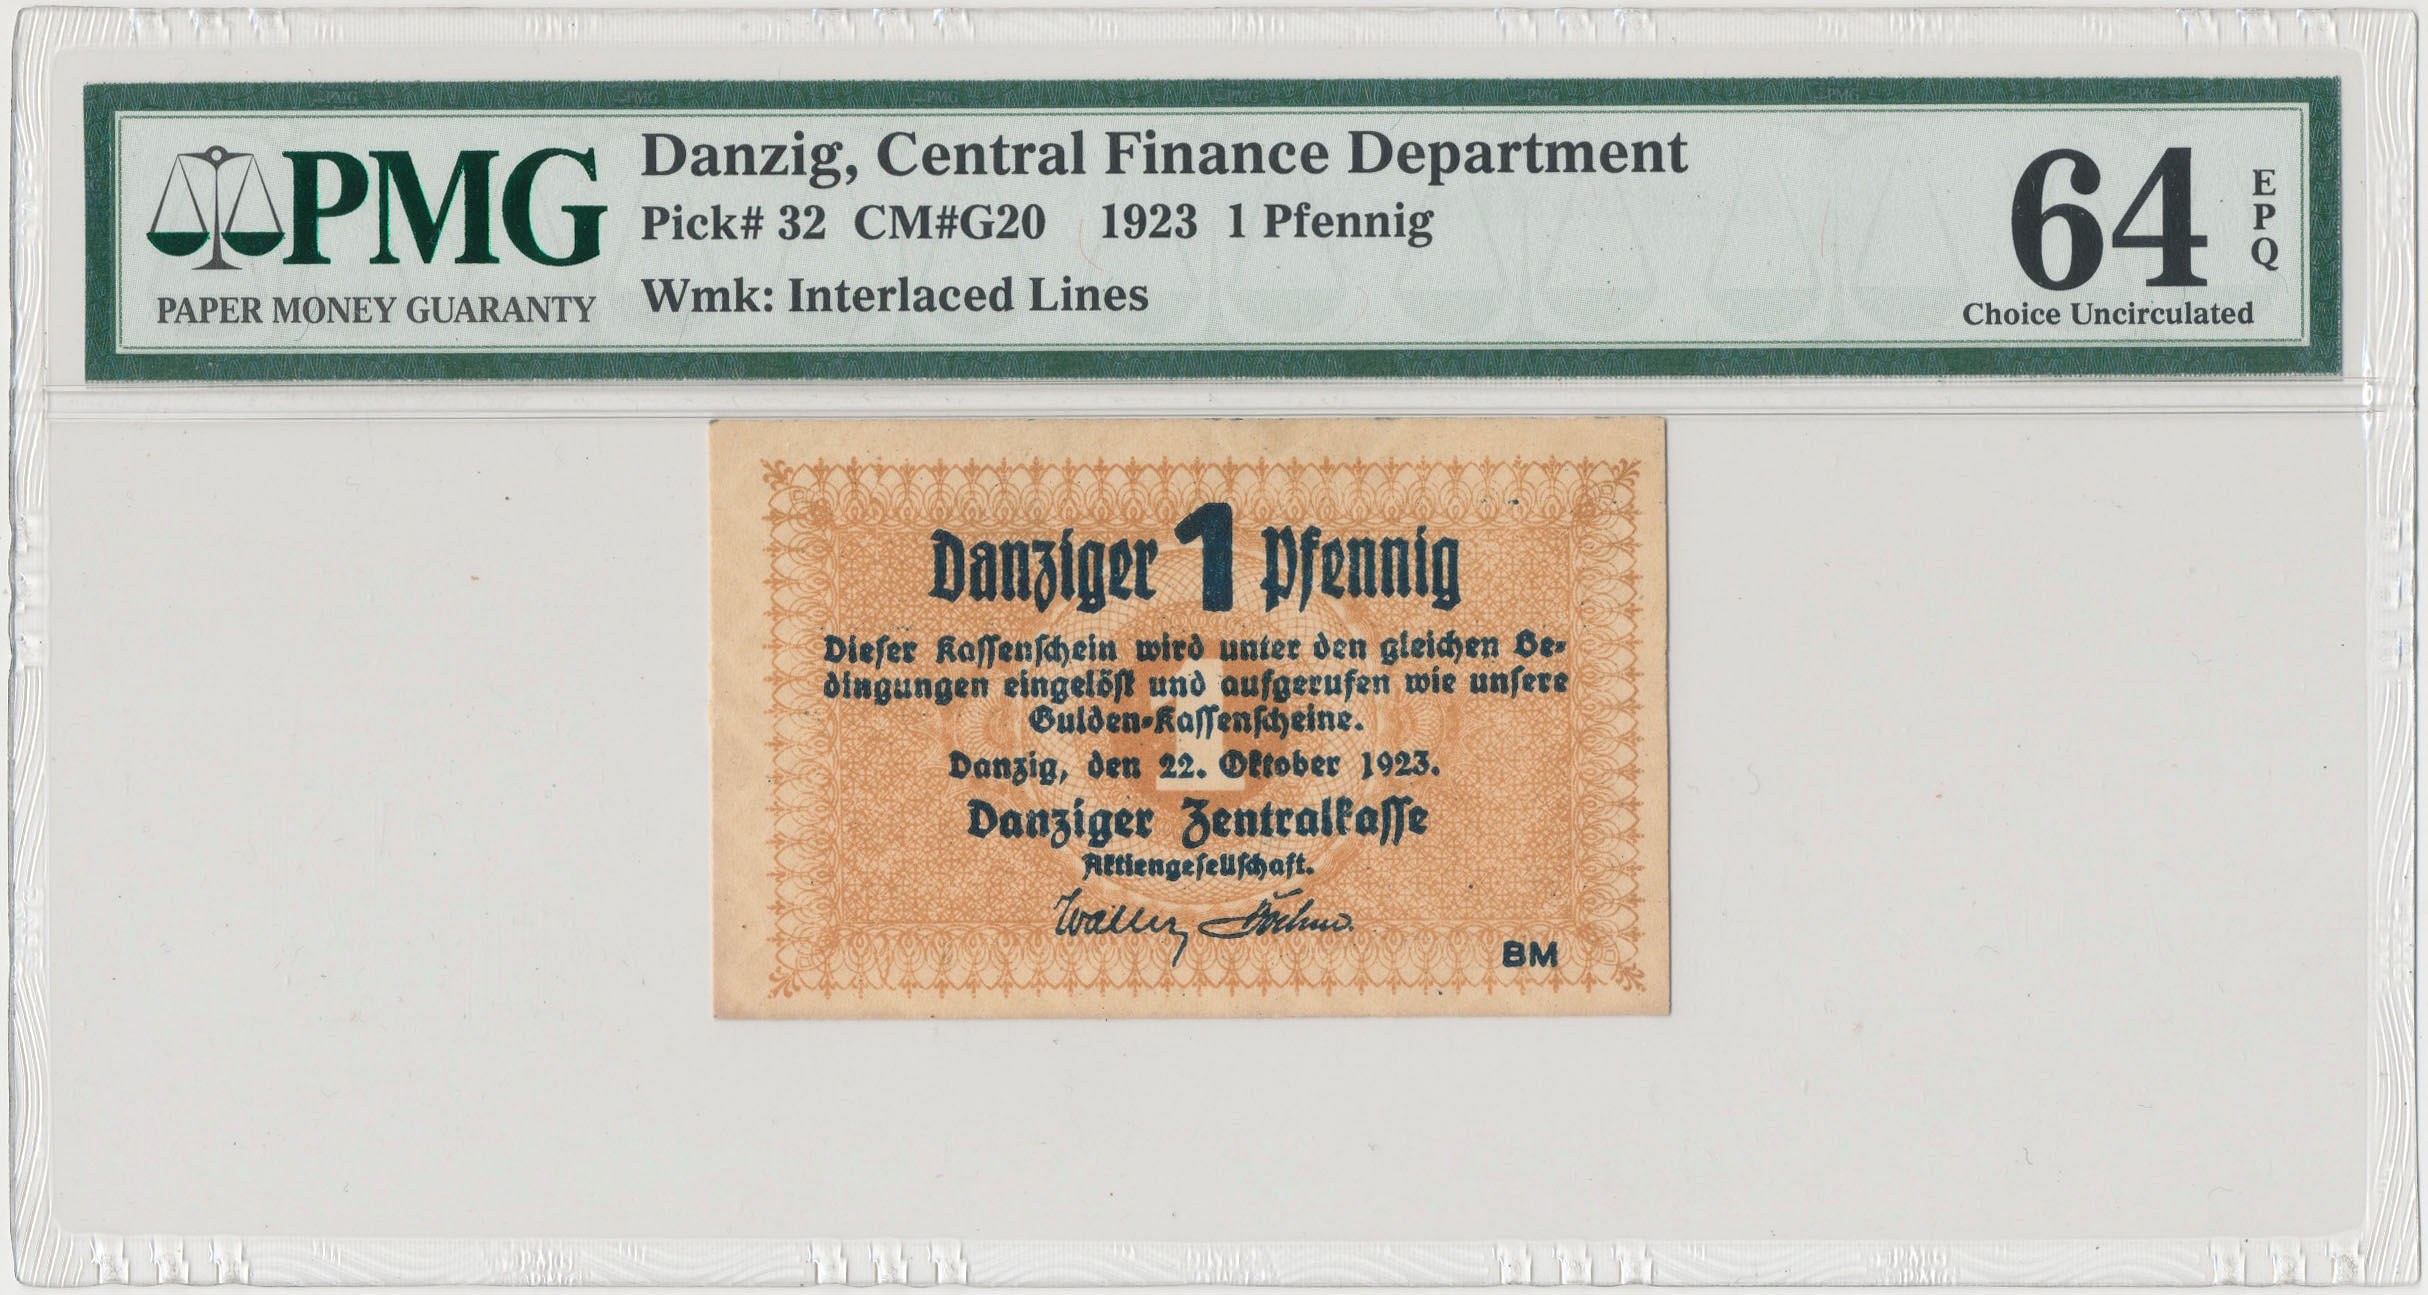 PMG
PAPER MONEY GUARANTY
Danzig, Central Finance Department
Pick# 32 CM#G20 1923 1 Pfennig
Wmk: Interlaced Lines
64
EPQ
Choice Uncirculated
Danziger 1 Pfennig
Dieser Kassenschein wird unter den gleichen Be-
dingungen eingelöst und aufgerufen wie unsere
Gulden-Kassenscheine.
Danzig, den 22. Oktober 1923.
1
Danziger Zentralkasse
Aktiengesellschaft.
BM